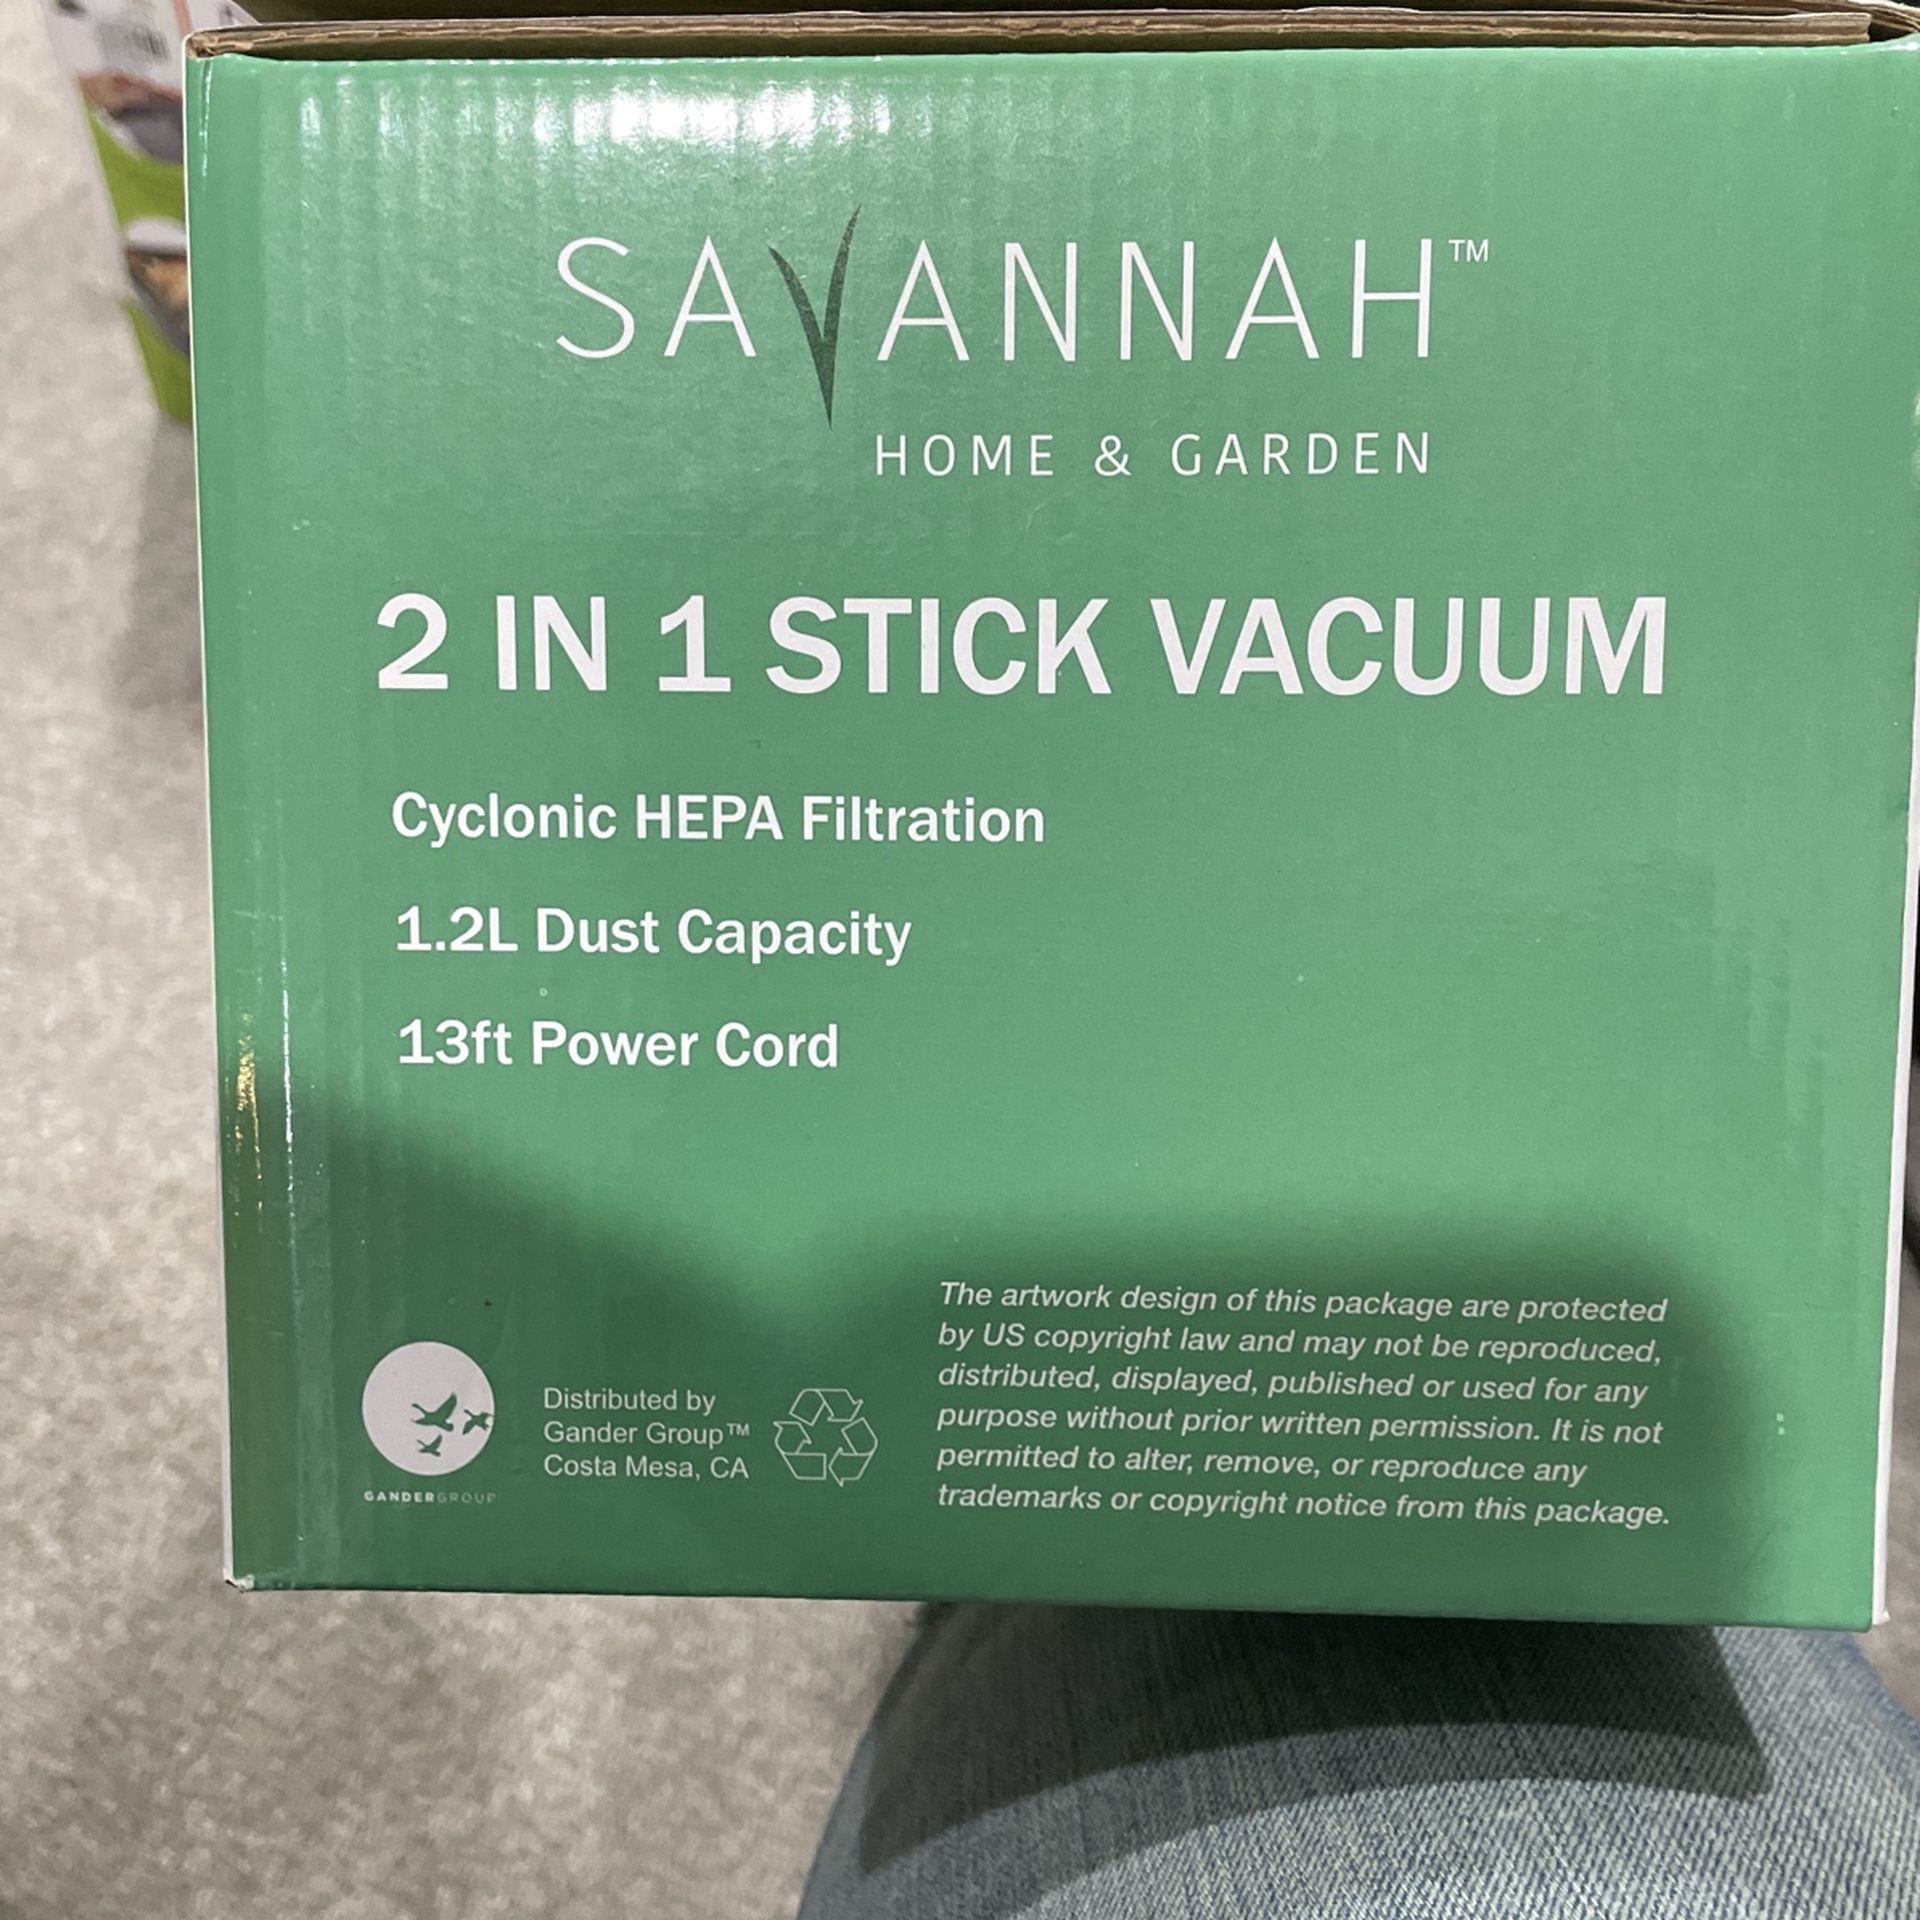 SAVANNAH™
HOME & GARDEN
2 IN 1 STICK VACUUM
Cyclonic HEPA Filtration
1.2L Dust Capacity
13ft Power Cord
GANDERGROUP
Distributed by
Gander Group™
Costa Mesa, CA
The artwork design of this package are protected
by US copyright law and may not be reproduced,
distributed, displayed, published or used for any
purpose without prior written permission. It is not
permitted to alter, remove, or reproduce any
trademarks or copyright notice from this package.